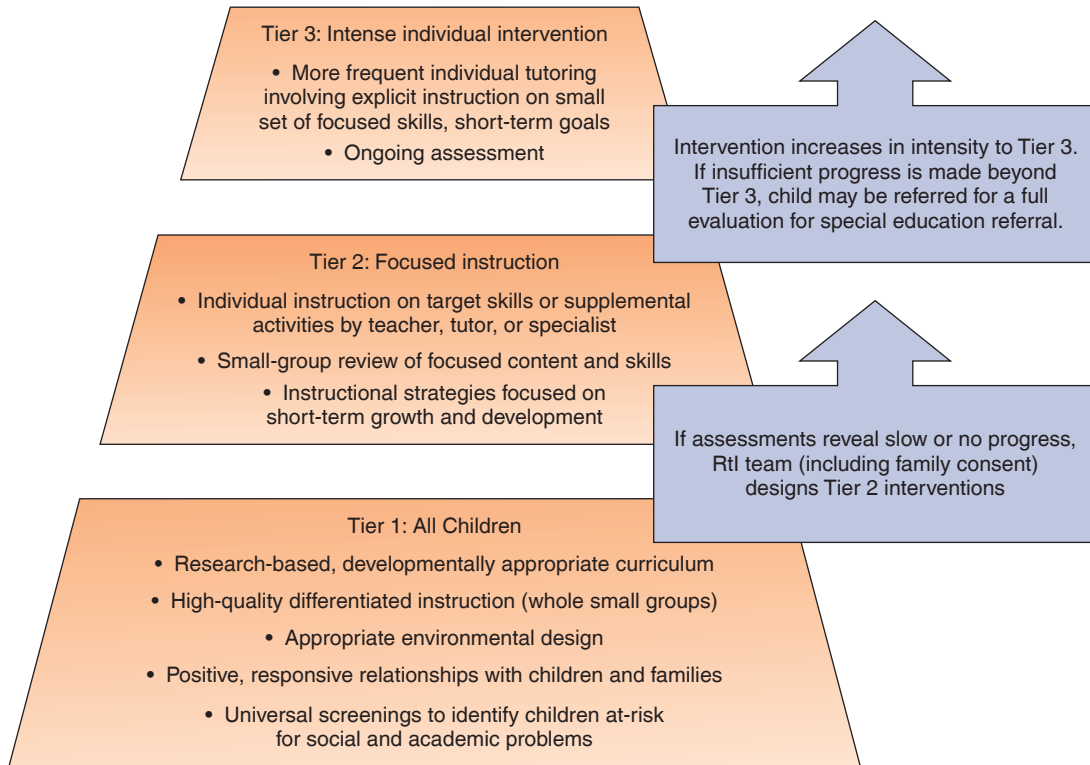 Tier 3: Intense individual intervention
• More frequent individual tutoring
involving explicit instruction on small
set of focused skills, short-term goals
• Ongoing assessment
Intervention increases in intensity to Tier 3.
If insufficient progress is made beyond
Tier 3, child may be referred for a full
evaluation for special education referral.
Tier 2: Focused instruction
• Individual instruction on target skills or supplemental
activities by teacher, tutor, or specialist
• Small-group review of focused content and skills
• Instructional strategies focused on
short-term growth and development
If assessments reveal slow or no progress,
RtI team (including family consent)
designs Tier 2 interventions
Tier 1: All Children
• Research-based, developmentally appropriate curriculum
• High-quality differentiated instruction (whole small groups)
• Appropriate environmental design
• Positive, responsive relationships with children and families
• Universal screenings to identify children at-risk
for social and academic problems